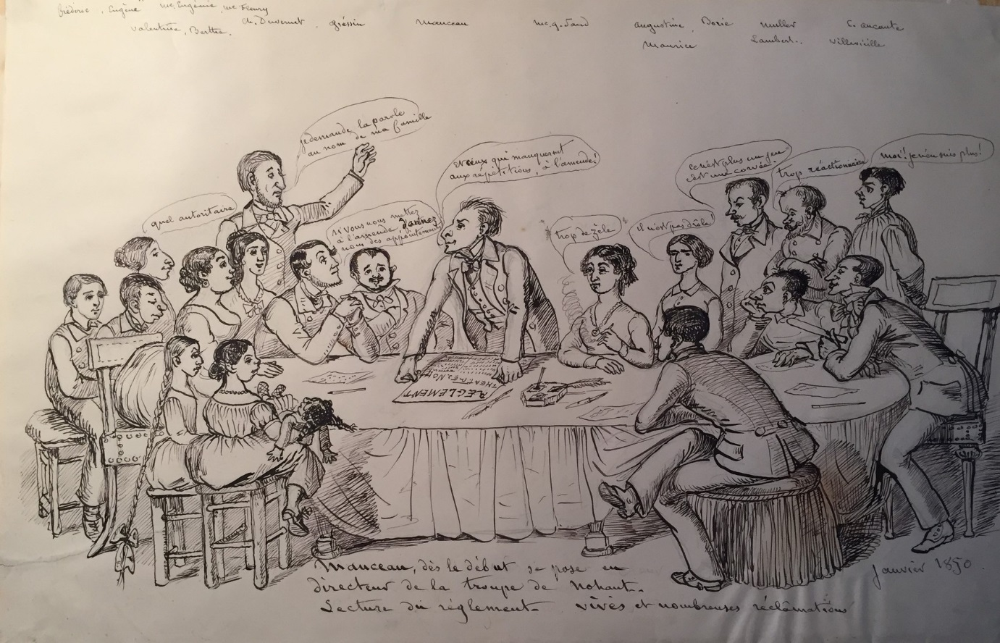 frédéric, Eugène me. Eugénie, me Fleury
Valentine, Berthe. ch. Duvernet. gréssin Manceau me. g. Sand augustine, Borie muller C. aucante
Maurice Lambert. Villevieille
je demande la parole
au nom de ma famille
et ceux qui manqueront
aux répétitions, à l'amende!
ce n'est plus un jeu
c'est une corvée.
trop réactionnaire
moi! je n'en suis plus!
quel autoritaire
si vous nous mettez
à l'amende donnez
nous des appointements
trop de zèle
il n'est pas drôle!
REGLEMENT
THEATRE DE NOHANT
Manceau, dès le début se pose en
directeur de la troupe de Nohant.
Lecture du réglement vives et nombreuses réclâmations
Janvier 1850.